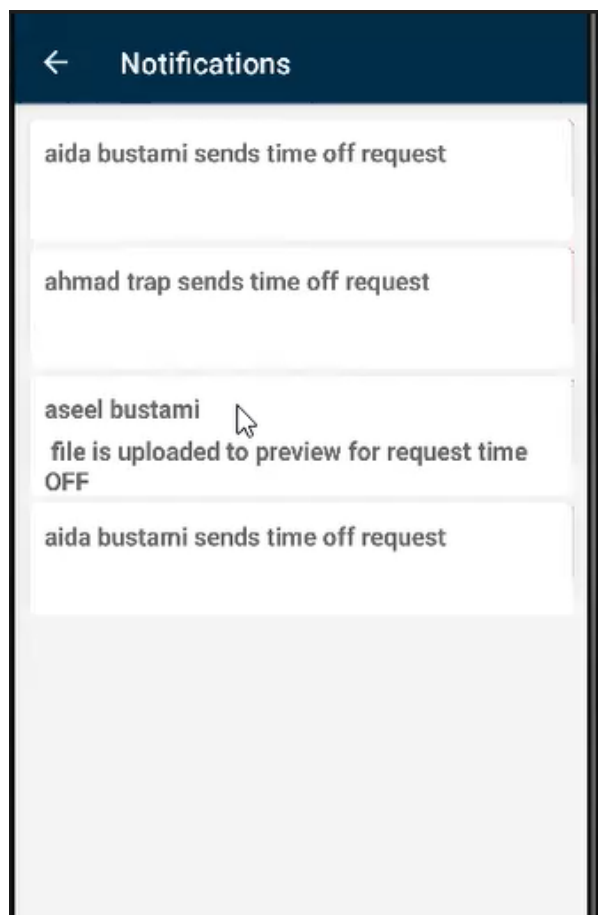 Notifications
aida bustami sends time off request
ahmad trap sends time off request
aseel bustami
file is uploaded to preview for request time
OFF
aida bustami sends time off request